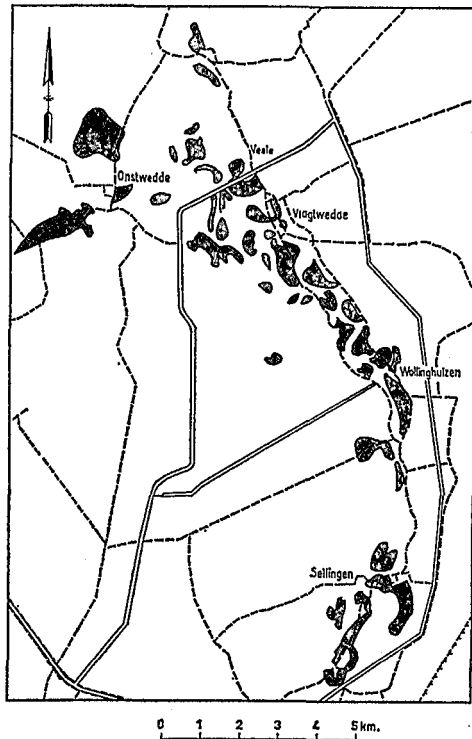 Veele
Onstwedde
Vlagtwedde
Wollinghuizen
Sellingen
0 1 2 3 4 5 km.